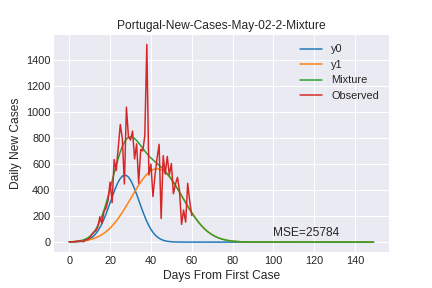 Portugal-New-Cases-May-02-2-Mixture
y0
y1
Mixture
Observed
Daily New Cases
1400
1200
1000
800
600
400
200
0
MSE=25784
0 20 40 60 80 100 120 140
Days From First Case